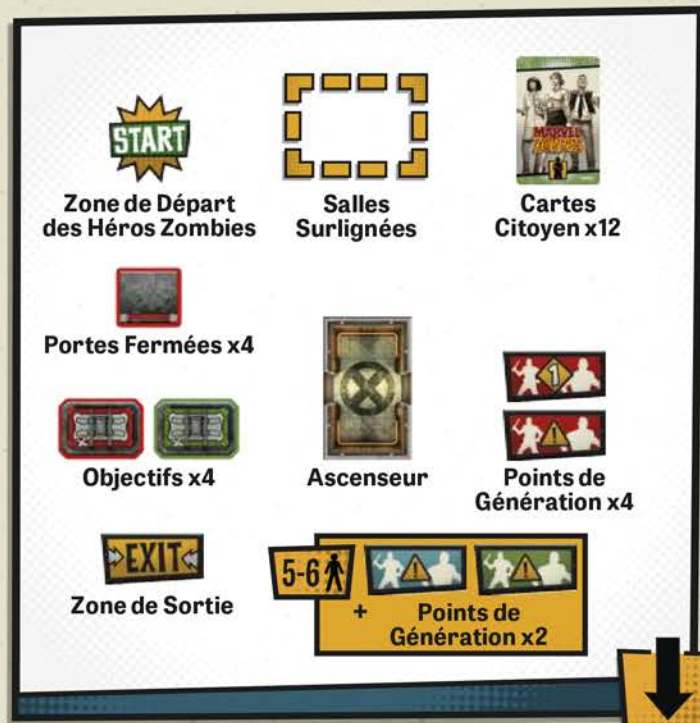 START
Zone de Départ
des Héros Zombies
Salles
Surlignées
MARVEL
ZOMBIES
Cartes
Citoyen x12
Portes Fermées x4
Objectifs x4
Ascenseur
1
Points de
Génération x4
EXIT
Zone de Sortie
5-6
+ Points de
Génération x2